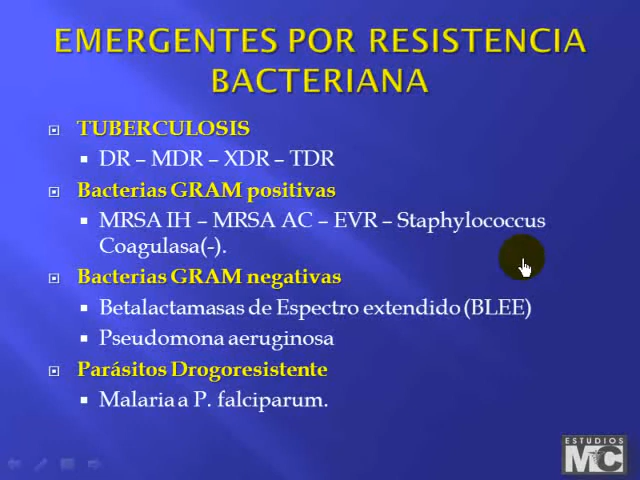 EMERGENTES POR RESISTENCIA
BACTERIANA
TUBERCULOSIS
DR – MDR – XDR – TDR
Bacterias GRAM positivas
MRSA IH – MRSA AC – EVR – Staphylococcus
Coagulasa(-).
Bacterias GRAM negativas
Betalactamasas de Espectro extendido (BLEE)
Pseudomona aeruginosa
Parásitos Drogoresistente
Malaria a P. falciparum.
ESTUDIOS
MC